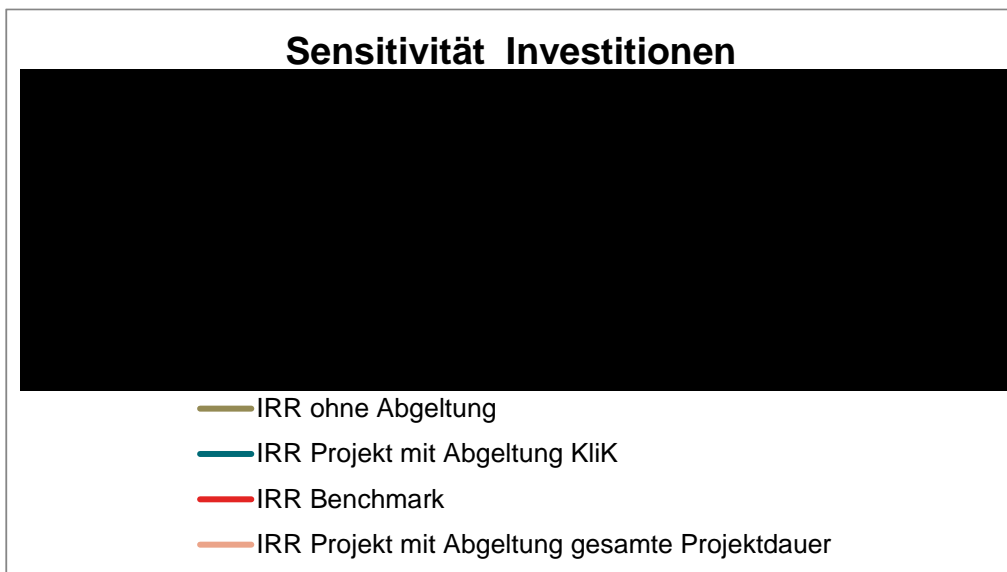 Sensitivität Investitionen
IRR ohne Abgeltung
IRR Projekt mit Abgeltung KliK
IRR Benchmark
IRR Projekt mit Abgeltung gesamte Projektdauer